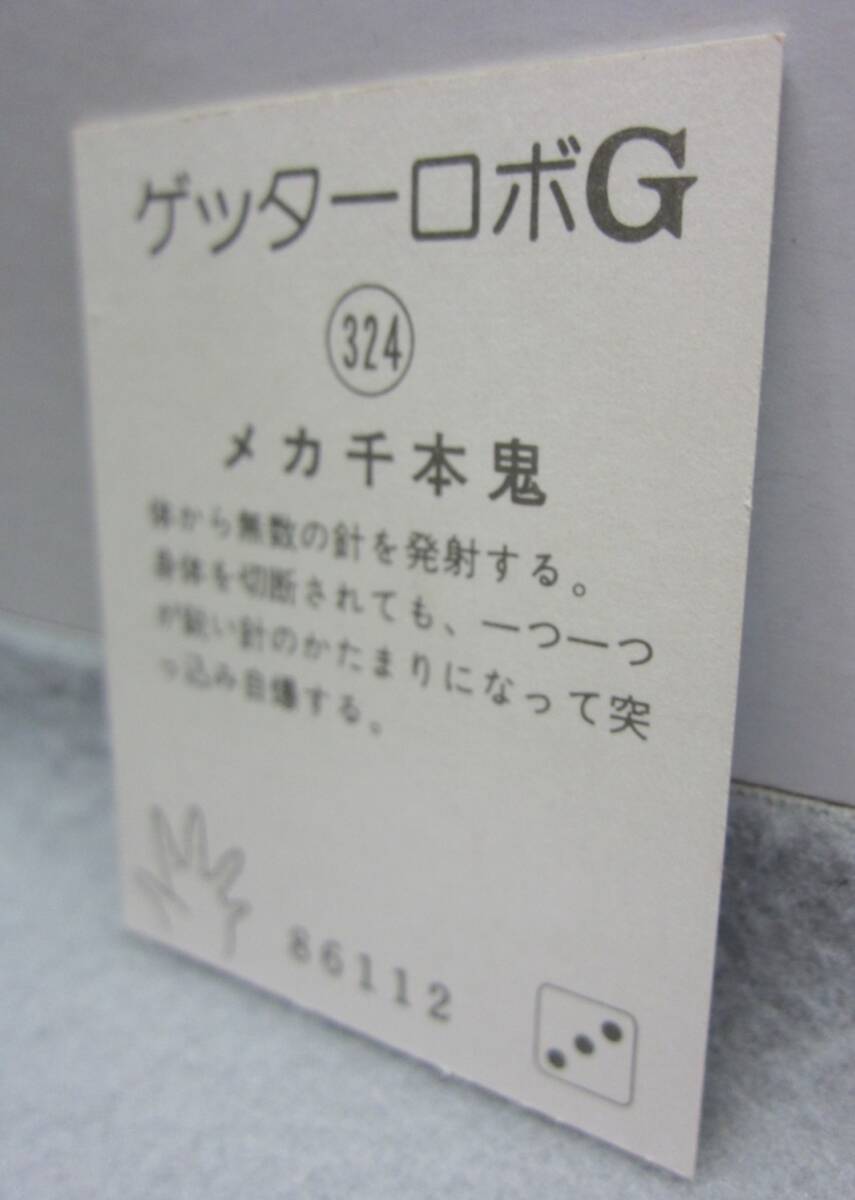 ゲッターロボG
324
メカ千本鬼
体から無数の針を発射する。
身体を切断されても、一つ一つ
が鋭い針のかたまりになって突
っ込み自爆する。
86112